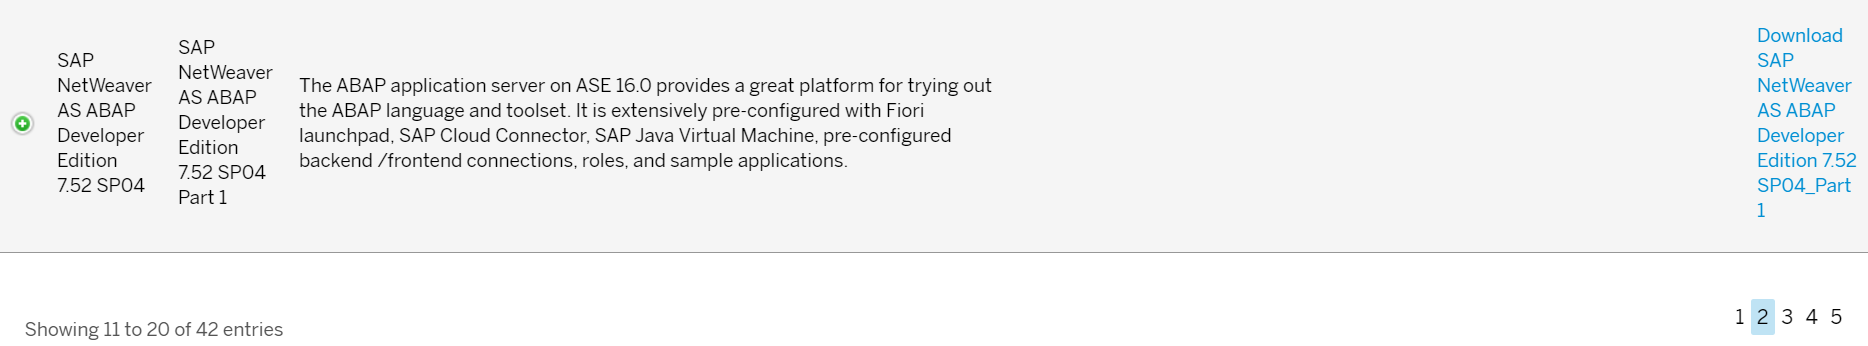 SAP
NetWeaver
AS ABAP
Developer
Edition
7.52 SP04
SAP
NetWeaver
AS ABAP
Developer
Edition
7.52 SP04
Part 1
The ABAP application server on ASE 16.0 provides a great platform for trying out
the ABAP language and toolset. It is extensively pre-configured with Fiori
launchpad, SAP Cloud Connector, SAP Java Virtual Machine, pre-configured
backend /frontend connections, roles, and sample applications.
Download
SAP
NetWeaver
AS ABAP
Developer
Edition 7.52
SP04_Part
1
Showing 11 to 20 of 42 entries
1 2 3 4 5